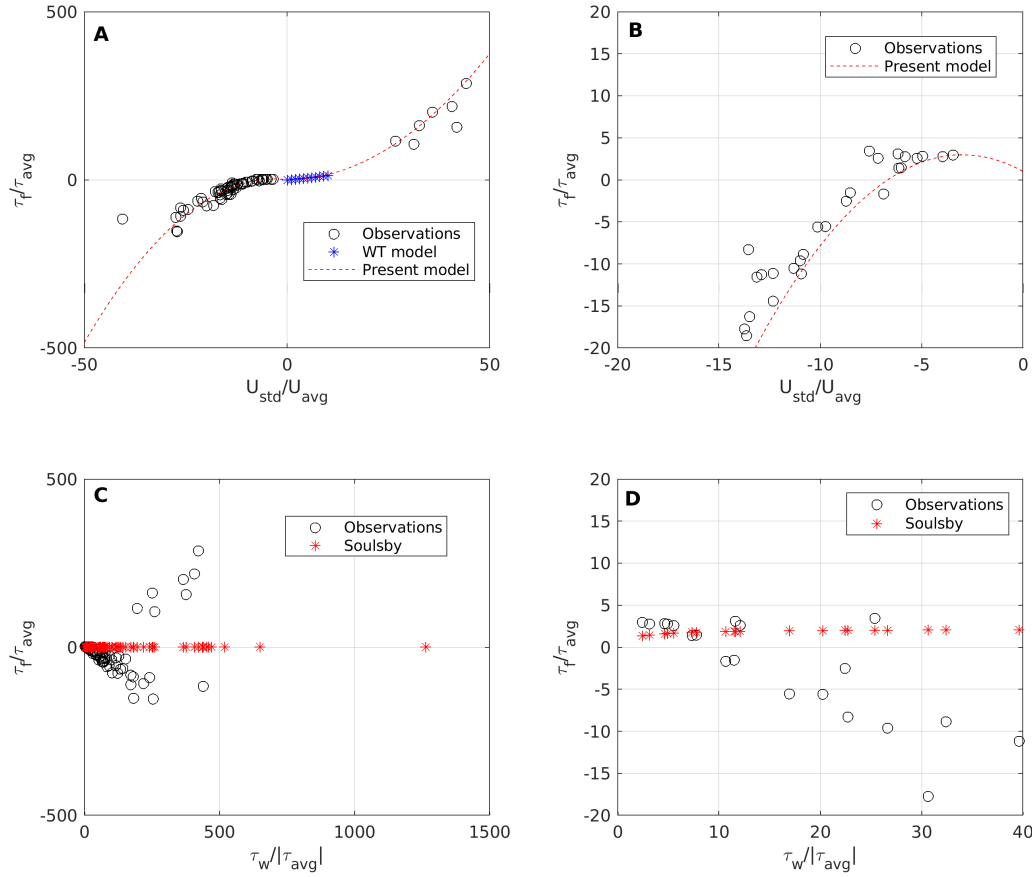 A
500
0
-500
τf/τavg
-50
0
50
Ustd/Uavg
Observations
WT model
Present model
B
20
15
10
5
0
-5
-10
-15
-20
τf/τavg
-20
-15
-10
-5
0
Ustd/Uavg
Observations
Present model
C
500
0
-500
τf/τavg
0
500
1000
1500
τw/|τavg|
Observations
Soulsby
D
20
15
10
5
0
-5
-10
-15
-20
τf/τavg
0
10
20
30
40
τw/|τavg|
Observations
Soulsby